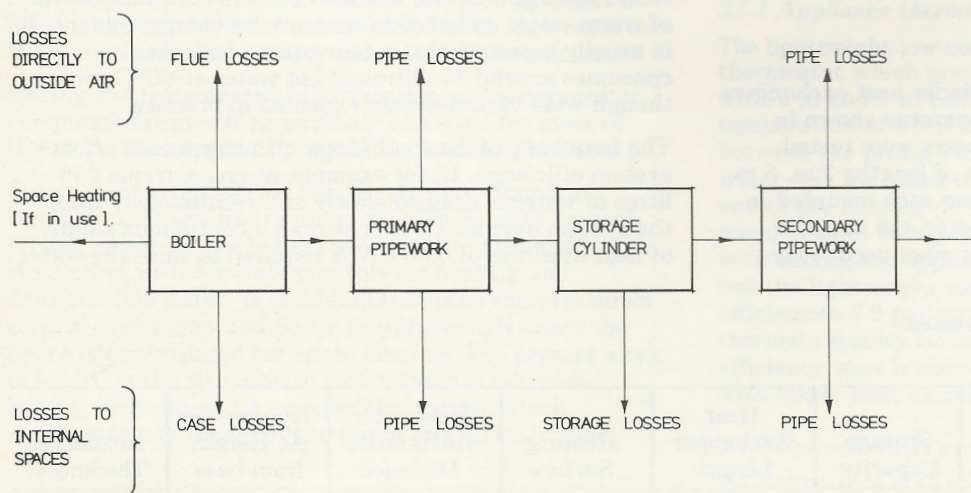 LOSSES
DIRECTLY TO
OUTSIDE AIR
FLUE LOSSES
PIPE LOSSES
PIPE LOSSES
Space Heating
[ If in use ].
BOILER
PRIMARY
PIPEWORK
STORAGE
CYLINDER
SECONDARY
PIPEWORK
LOSSES TO
INTERNAL
SPACES
CASE LOSSES
PIPE LOSSES
STORAGE LOSSES
PIPE LOSSES